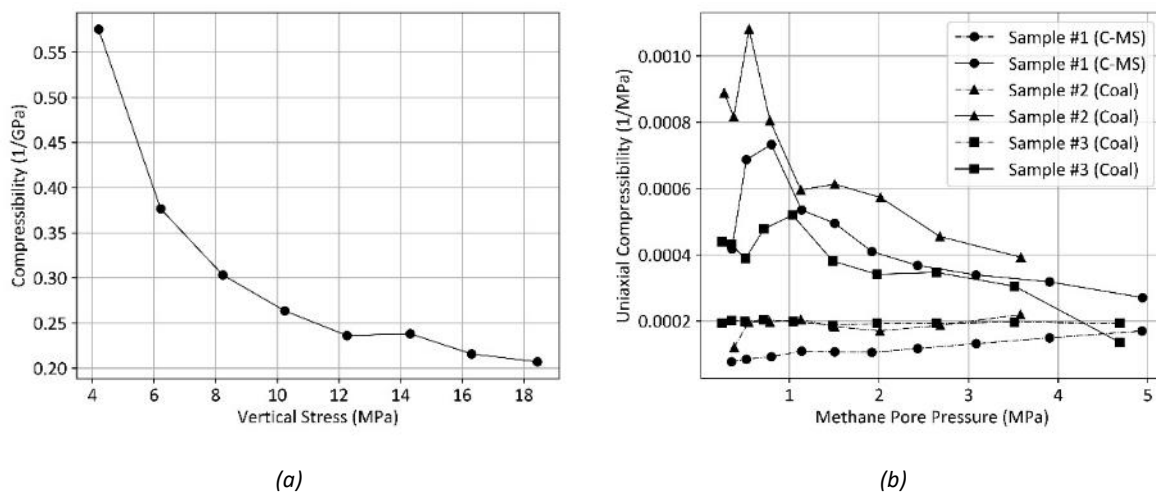 0.55
0.50
0.45
0.40
0.35
0.30
0.25
0.20
Compressibility (1/GPa)
4 6 8 10 12 14 16 18
Vertical Stress (MPa)
(a)
0.0010
0.0008
0.0006
0.0004
0.0002
Uniaxial Compressibility (1/MPa)
Sample #1 (C-MS)
Sample #1 (C-MS)
Sample #2 (Coal)
Sample #2 (Coal)
Sample #3 (Coal)
Sample #3 (Coal)
1 2 3 4 5
Methane Pore Pressure (MPa)
(b)